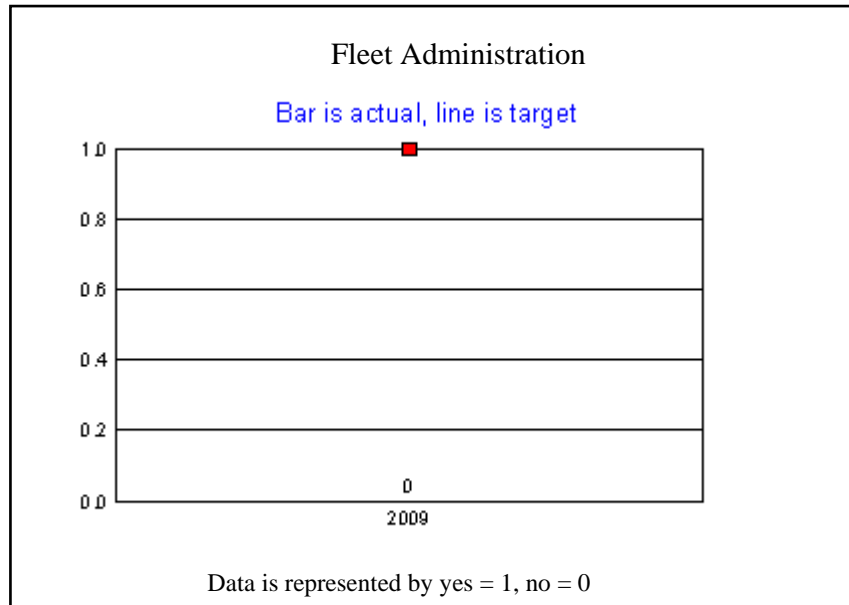 Fleet Administration
Bar is actual, line is target
1.0
0.8
0.6
0.4
0.2
0
0.0
2009
Data is represented by yes = 1, no = 0